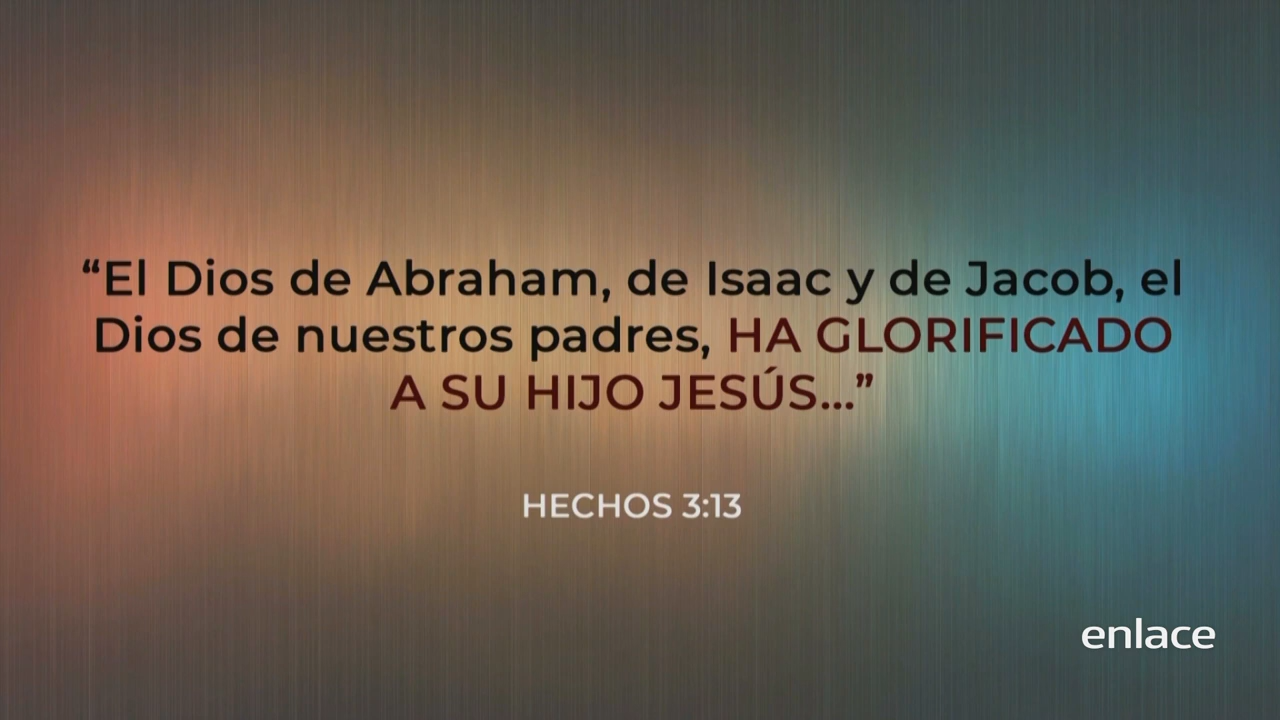 “El Dios de Abraham, de Isaac y de Jacob, el
Dios de nuestros padres, HA GLORIFICADO
A SU HIJO JESÚS...”
HECHOS 3:13
enlace